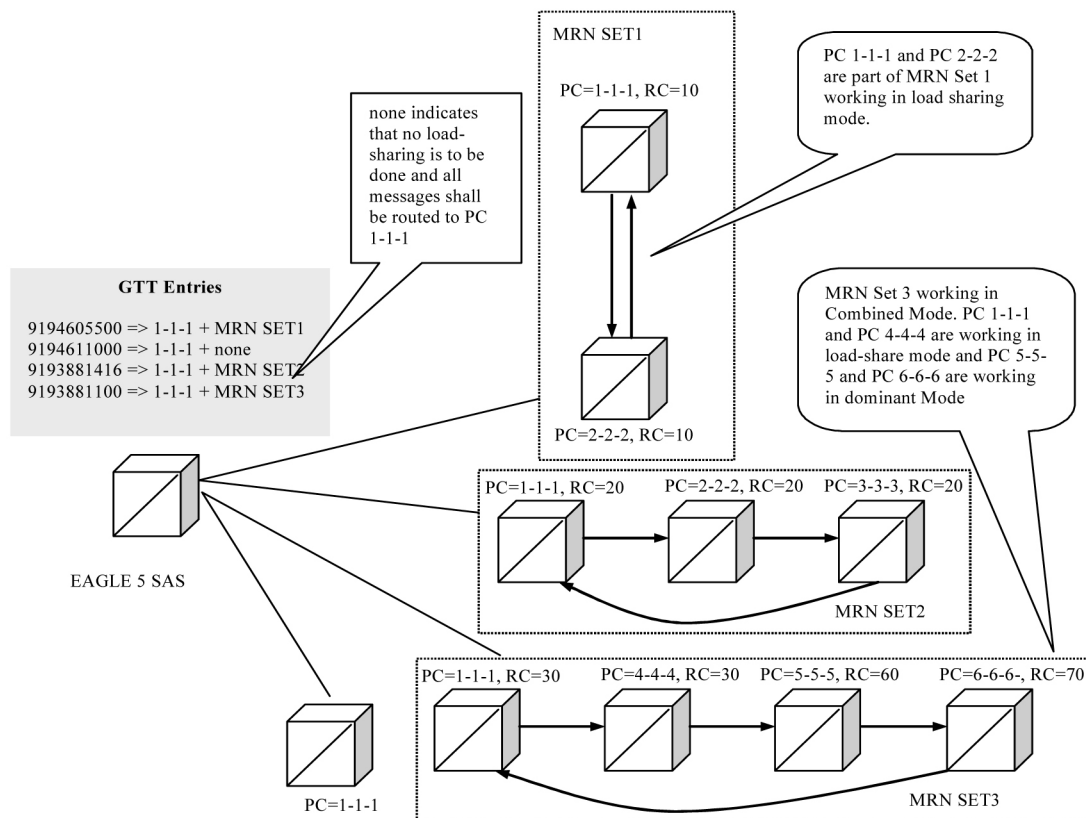 MRN SET1
PC=1-1-1, RC=10
PC=2-2-2, RC=10
PC 1-1-1 and PC 2-2-2
are part of MRN Set 1
working in load sharing
mode.
none indicates
that no load-
sharing is to be
done and all
messages shall
be routed to PC
1-1-1
GTT Entries
9194605500 => 1-1-1 + MRN SET1
9194611000 => 1-1-1 + none
9193881416 => 1-1-1 + MRN SET2
9193881100 => 1-1-1 + MRN SET3
MRN Set 3 working in
Combined Mode. PC 1-1-1
and PC 4-4-4 are working in
load-share mode and PC 5-5-
5 and PC 6-6-6 are working
in dominant Mode
EAGLE 5 SAS
PC=1-1-1, RC=20
PC=2-2-2, RC=20
PC=3-3-3, RC=20
MRN SET2
PC=1-1-1, RC=30
PC=4-4-4, RC=30
PC=5-5-5, RC=60
PC=6-6-6-, RC=70
MRN SET3
PC=1-1-1